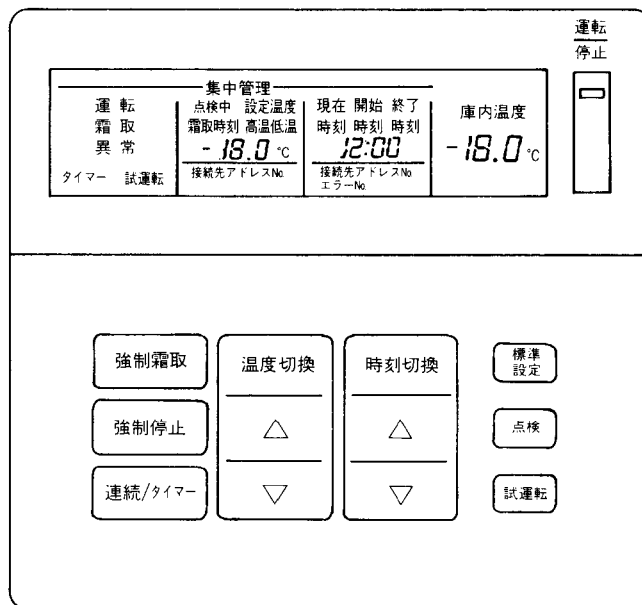 運転
停止
集中管理
運転
霜取
異常
タイマー 試運転
点検中 設定温度
霜取時刻 高温低温
-18.0 ℃
接続先アドレスNo.
現在 開始 終了
時刻 時刻 時刻
12:00
接続先アドレスNo.
エラーNo.
庫内温度
-18.0 ℃
強制霜取
強制停止
連続/タイマー
温度切換
△
▽
時刻切換
△
▽
標準
設定
点検
試運転